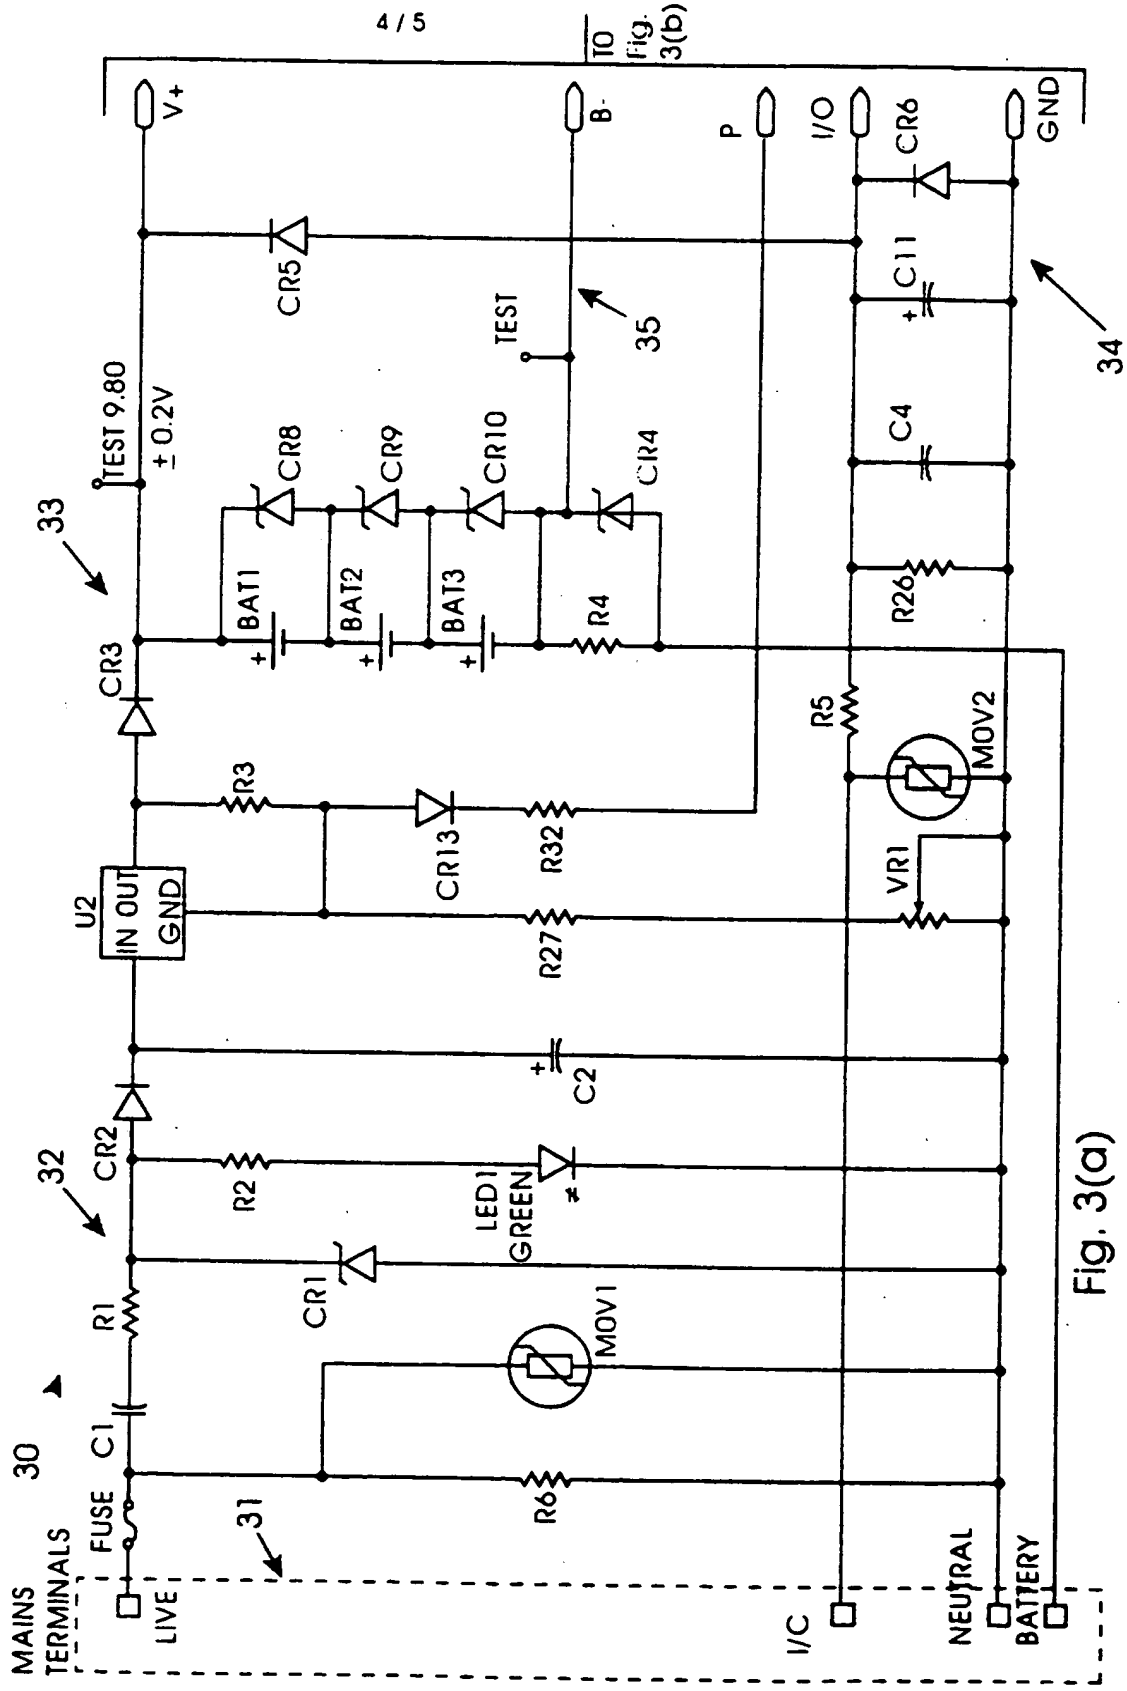 4 / 5
MAINS
TERMINALS
30
32
33
31
FUSE
C1
R1
CR2
U2
IN OUT
GND
CR3
TEST 9.80
± 0.2V
V+
LIVE
CR1
R2
LED1
GREEN
C2
R3
CR13
R32
R27
BAT1
+
BAT2
+
BAT3
+
R4
CR8
CR9
CR10
CR4
CR5
TEST
35
B-
TO
Fig.
3(b)
P
R6
MOV1
+
I/C
NEUTRAL
BATTERY
VR1
MOV2
R5
R26
C4
C11
+
CR6
I/O
GND
34
Fig. 3(a)